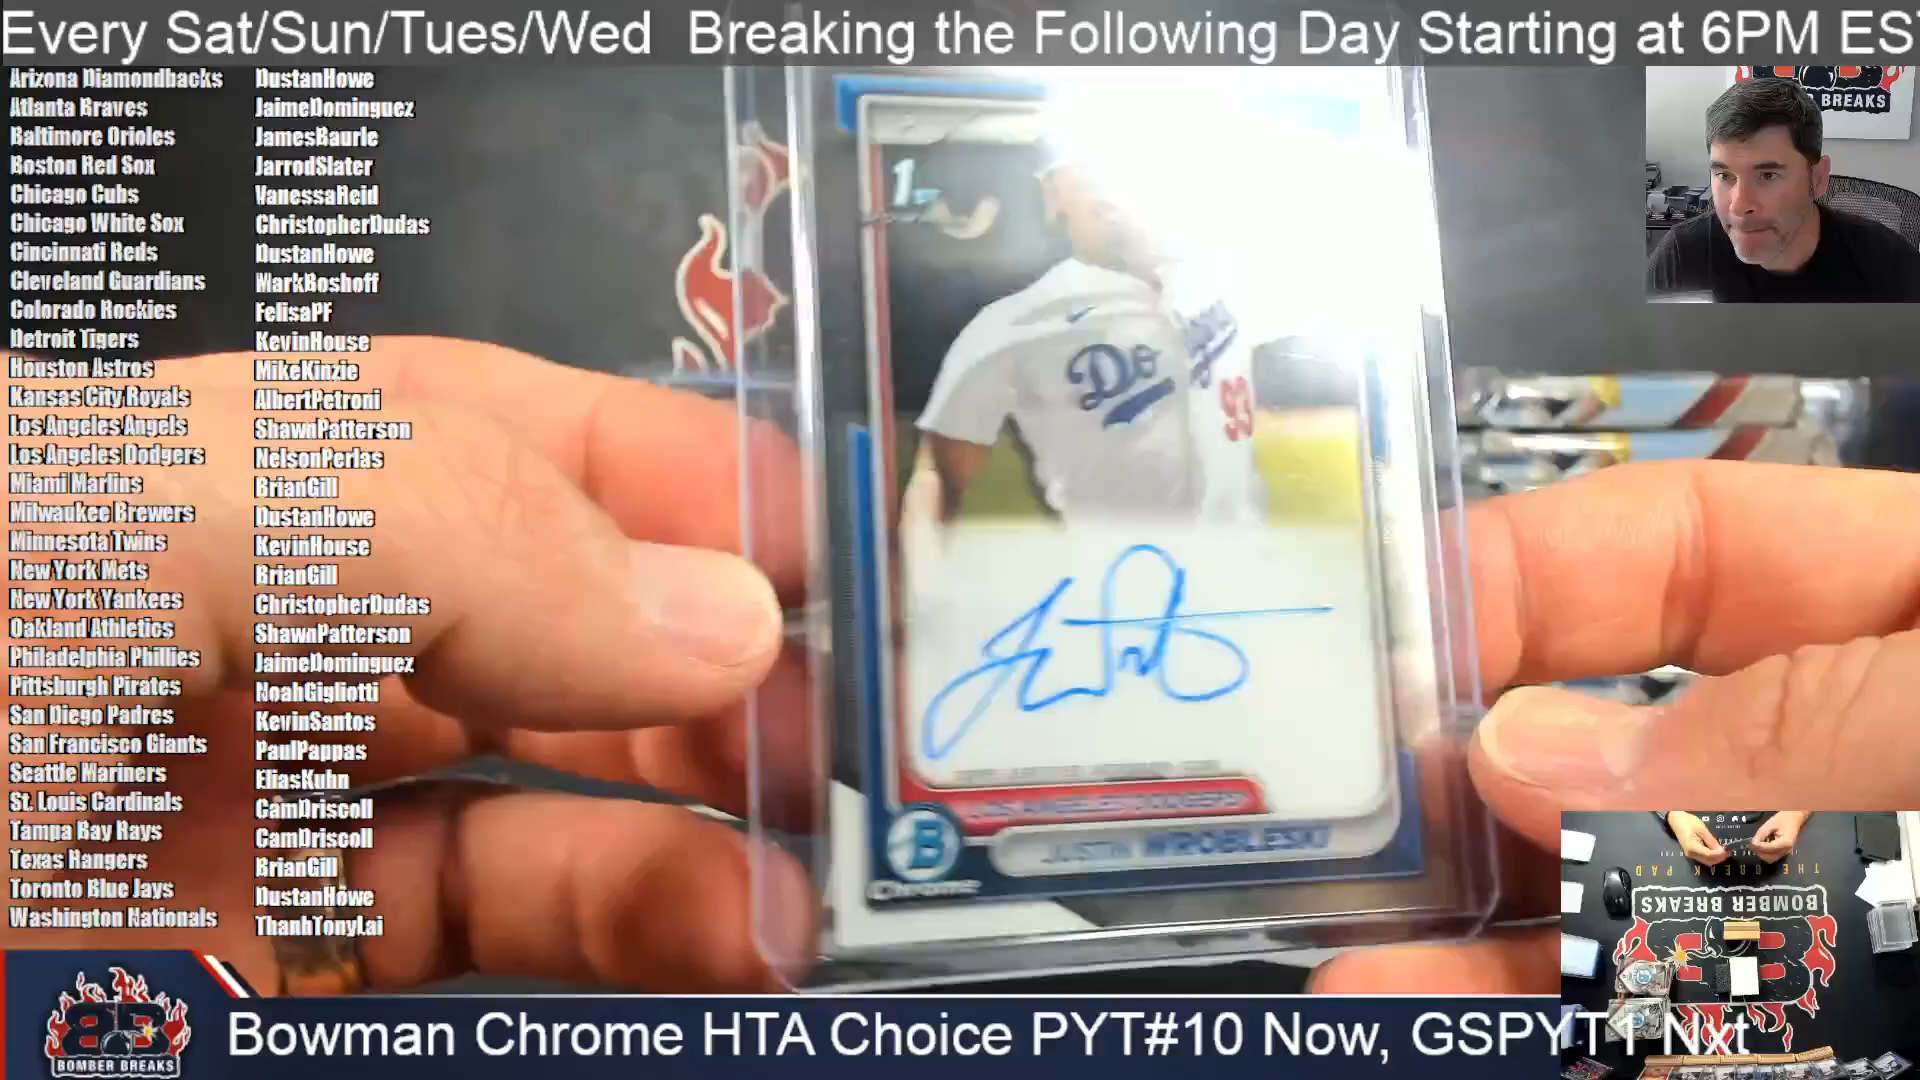 Every Sat/Sun/Tues/Wed Breaking the Following Day Starting at 6PM ES
Arizona Diamondbacks DustanHowe
Atlanta Braves JaimeDominguez
Baltimore Orioles JamesBaurle
Boston Red Sox JarrodSlater
Chicago Cubs VanessaReid
Chicago White Sox ChristopherDudas
Cincinnati Reds DustanHowe
Cleveland Guardians MarkBoshoff
Colorado Rockies FelisaPF
Detroit Tigers KevinHouse
Houston Astros MikeKinzie
Kansas City Royals AlbertPetroni
Los Angeles Angels ShawnPatterson
Los Angeles Dodgers NelsonPerlas
Miami Marlins BrianGill
Milwaukee Brewers DustanHowe
Minnesota Twins KevinHouse
New York Mets BrianGill
New York Yankees ChristopherDudas
Oakland Athletics ShawnPatterson
Philadelphia Phillies JaimeDominguez
Pittsburgh Pirates NoahGigliotti
San Diego Padres KevinSantos
San Francisco Giants PaulPappas
Seattle Mariners EliasKuhn
St. Louis Cardinals CamDriscoll
Tampa Bay Rays CamDriscoll
Texas Rangers BrianGill
Toronto Blue Jays DustanHowe
Washington Nationals ThanhTonyLai
BREAKS
1st
Do
93
LOS ANGELES DODGERS
JUSTIN WROBLESKI
B
Chrome
THE BREAK PAD
BOMBER BREAKS
BOMBER BREAKS
Bowman Chrome HTA Choice PYT#10 Now, GSPYT1 Nxt